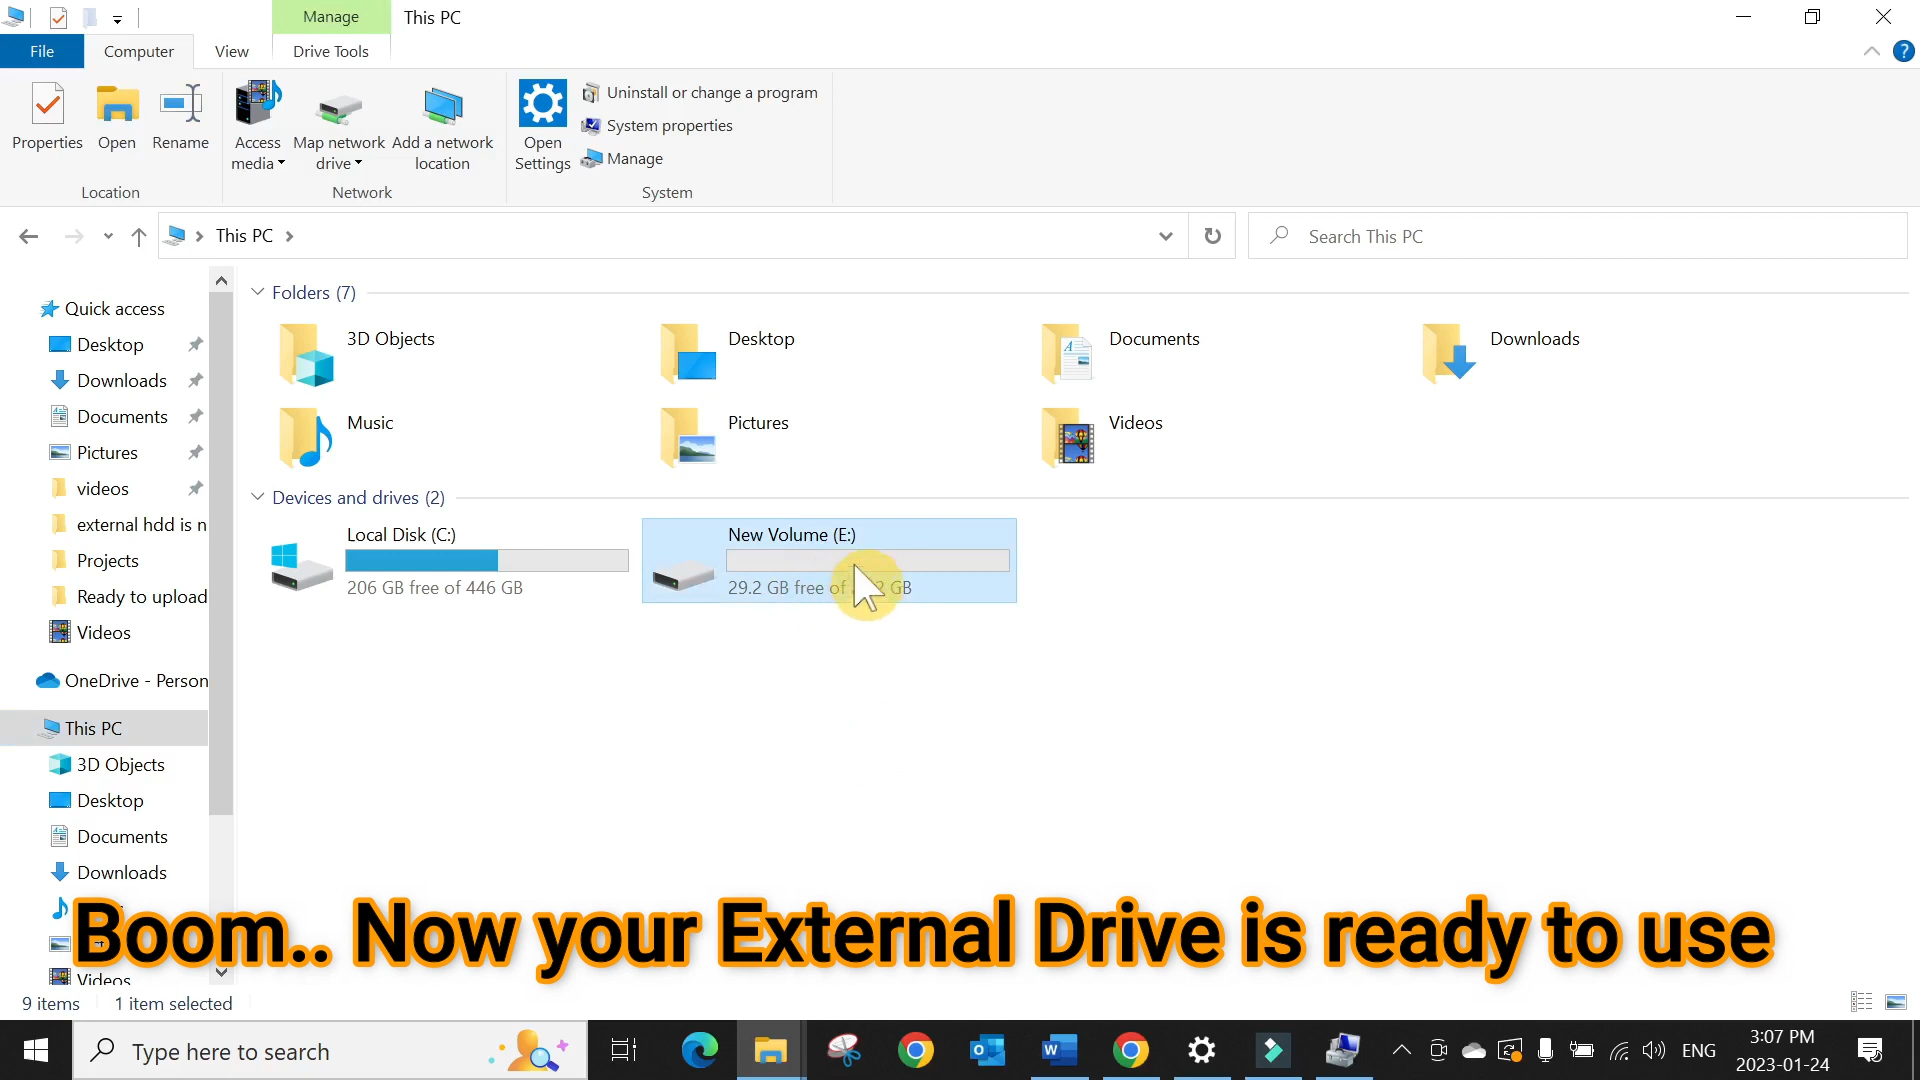 Manage
This PC
File
Computer
View
Drive Tools
Properties
Open
Rename
Access media
Map network drive
Add a network location
Open Settings
Uninstall or change a program
System properties
Manage
Location
Network
System
This PC
Search This PC
Quick access
Desktop
Downloads
Documents
Pictures
videos
external hdd is n
Projects
Ready to upload
Videos
OneDrive - Person
This PC
3D Objects
Desktop
Documents
Downloads
Videos
Folders (7)
3D Objects
Desktop
Documents
Downloads
Music
Pictures
Videos
Devices and drives (2)
Local Disk (C:)
206 GB free of 446 GB
New Volume (E:)
29.2 GB free of GB
Boom.. Now your External Drive is ready to use
9 items
1 item selected
Type here to search
ENG
3:07 PM
2023-01-24